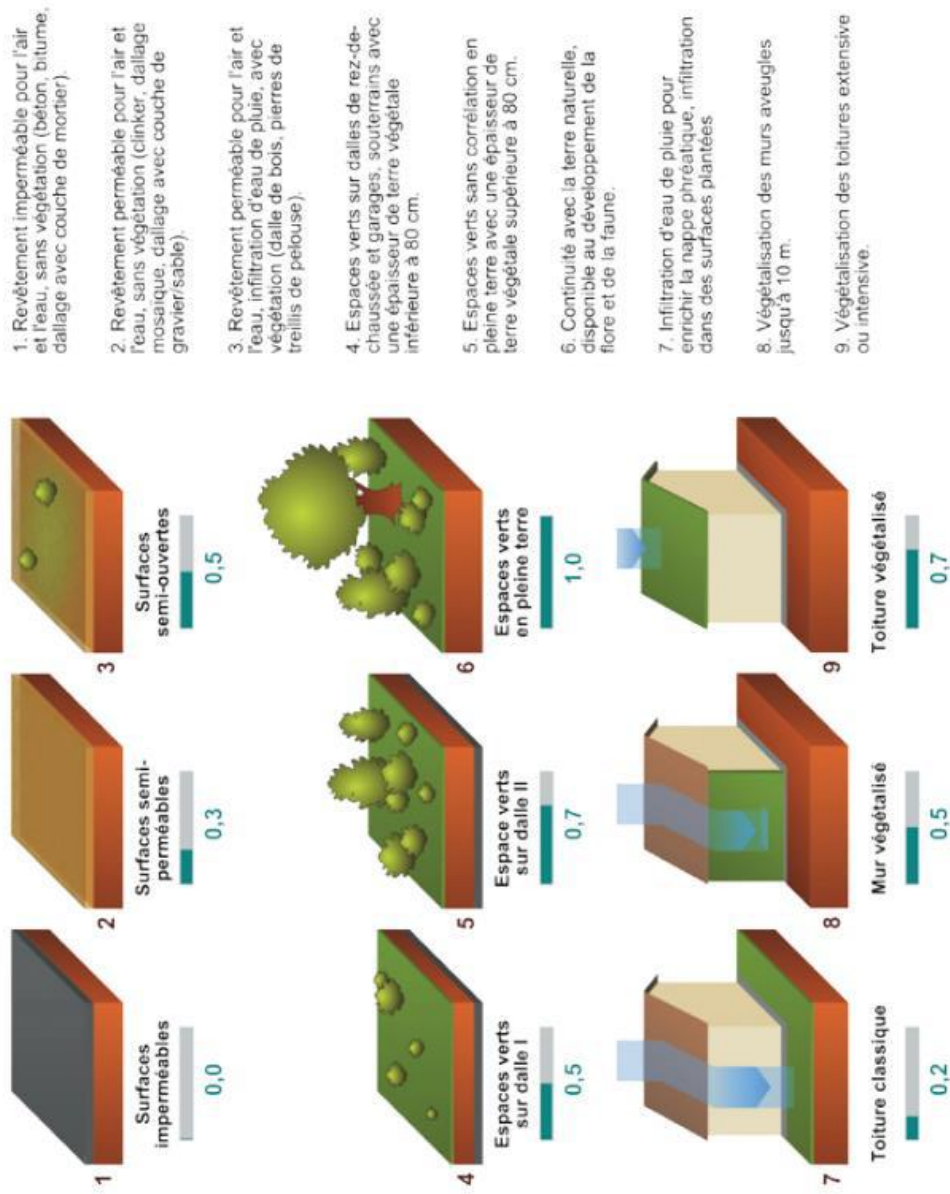 1
Surfaces
imperméables
0,0
2
Surfaces semi-
perméables
0,3
3
Surfaces
semi-ouvertes
0,5
4
Espaces verts
sur dalle I
0,5
5
Espace verts
sur dalle II
0,7
6
Espaces verts
en pleine terre
1,0
7
Toiture classique
0,2
8
Mur végétalisé
0,5
9
Toiture végétalisé
0,7
1. Revêtement imperméable pour l'air
et l'eau, sans végétation (béton, bitume,
dallage avec couche de mortier).
2. Revêtement perméable pour l'air et
l'eau, sans végétation (clinker, dallage
mosaique, dallage avec couche de
gravier/sable).
3. Revêtement perméable pour l'air et
l'eau, infiltration d'eau de pluie, avec
végétation (dalle de bois, pierres de
treillis de pelouse).
4. Espaces verts sur dalles de rez-de-
chaussée et garages, souterrains avec
une épaisseur de terre végétale
inférieure à 80 cm.
5. Espaces verts sans corrélation en
pleine terre avec une épaisseur de
terre végétale supérieure à 80 cm.
6. Continuité avec la terre naturelle,
disponible au développement de la
flore et de la faune.
7. Infiltration d'eau de pluie pour
enrichir la nappe phréatique, infiltration
dans des surfaces plantées
8. Végétalisation des murs aveugles
jusqu'à 10 m.
9. Végétalisation des toitures extensive
ou intensive.